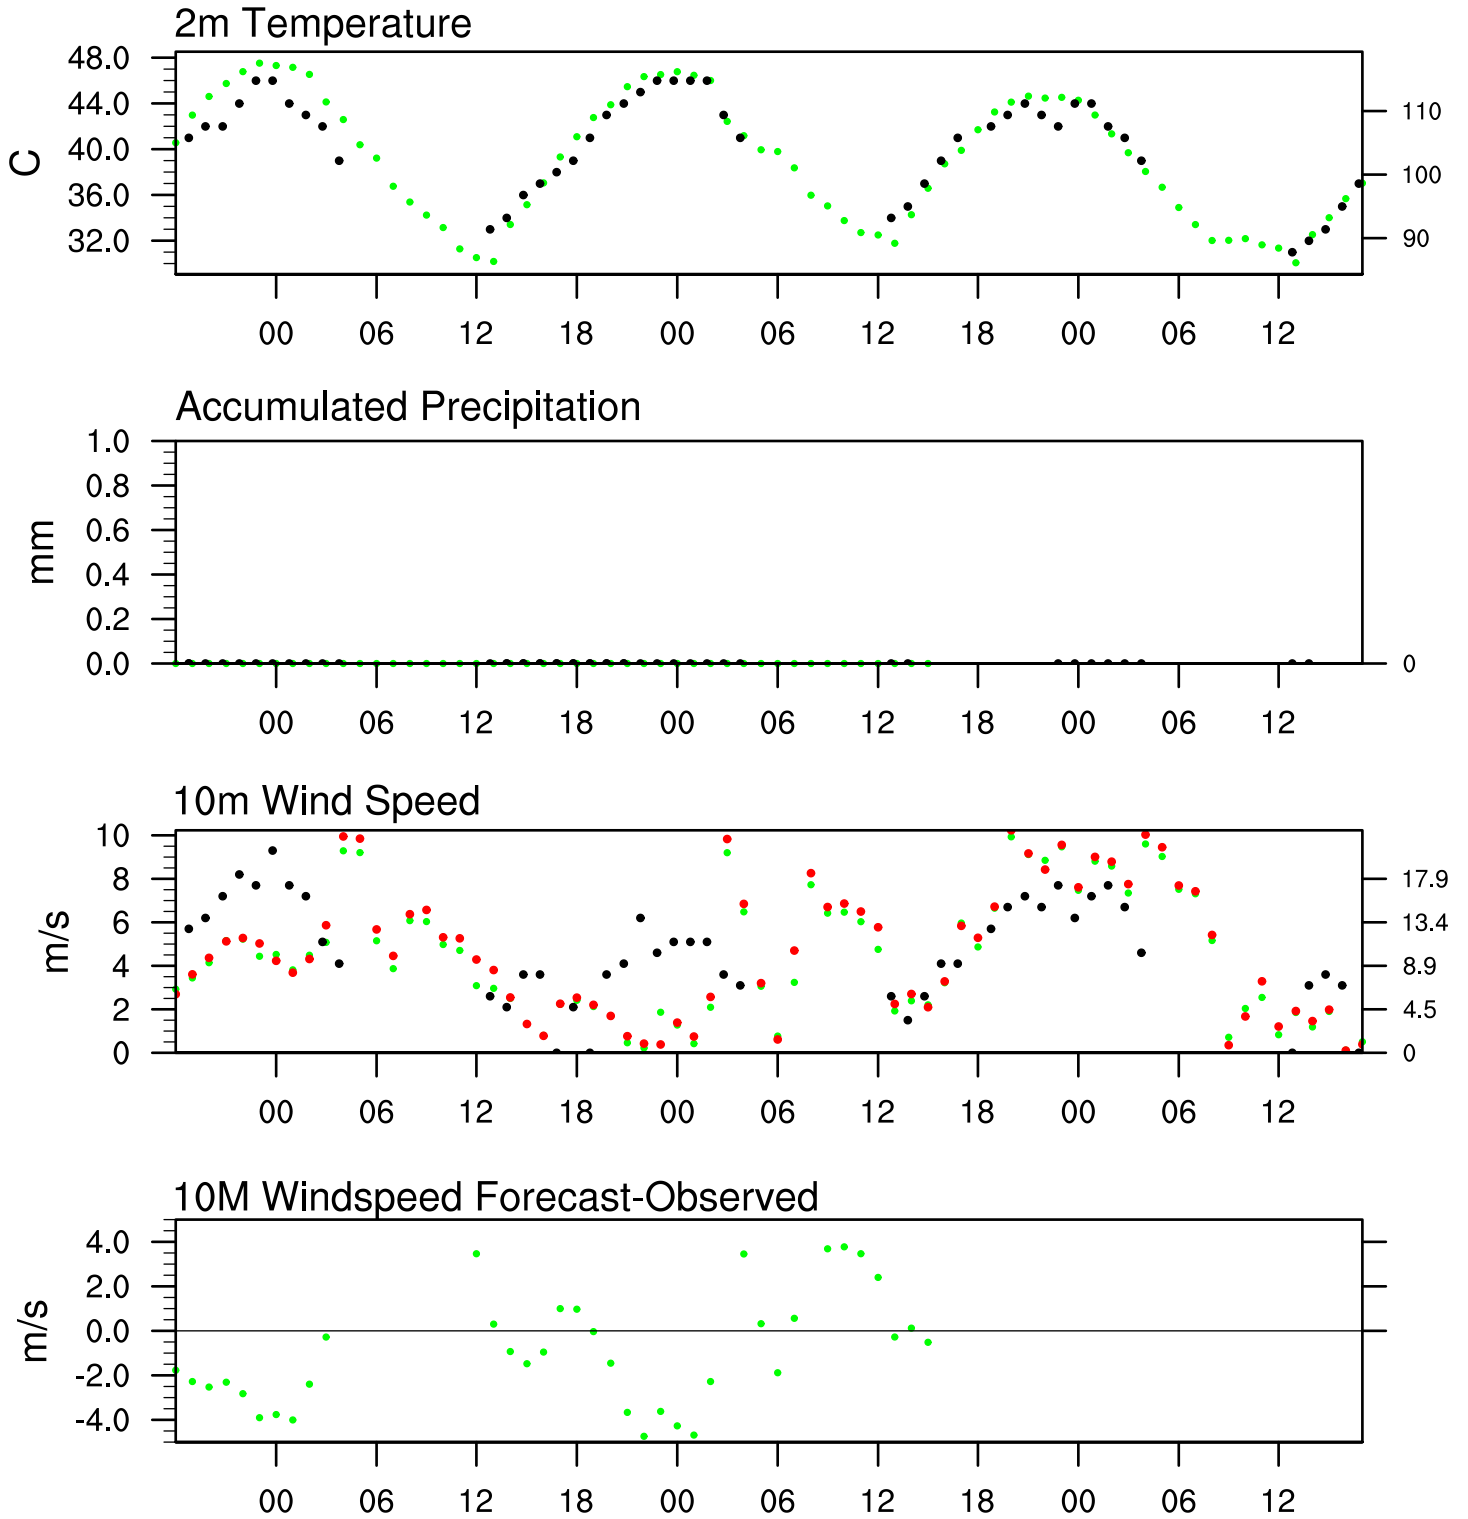 2m Temperature
48.0
44.0
40.0
36.0
32.0
C
110
100
90
00 06 12 18 00 06 12 18 00 06 12
Accumulated Precipitation
1.0
0.8
0.6
0.4
0.2
0.0
mm
0
00 06 12 18 00 06 12 18 00 06 12
10m Wind Speed
10
8
6
4
2
0
m/s
17.9
13.4
8.9
4.5
0
00 06 12 18 00 06 12 18 00 06 12
10M Windspeed Forecast-Observed
4.0
2.0
0.0
-2.0
-4.0
m/s
00 06 12 18 00 06 12 18 00 06 12